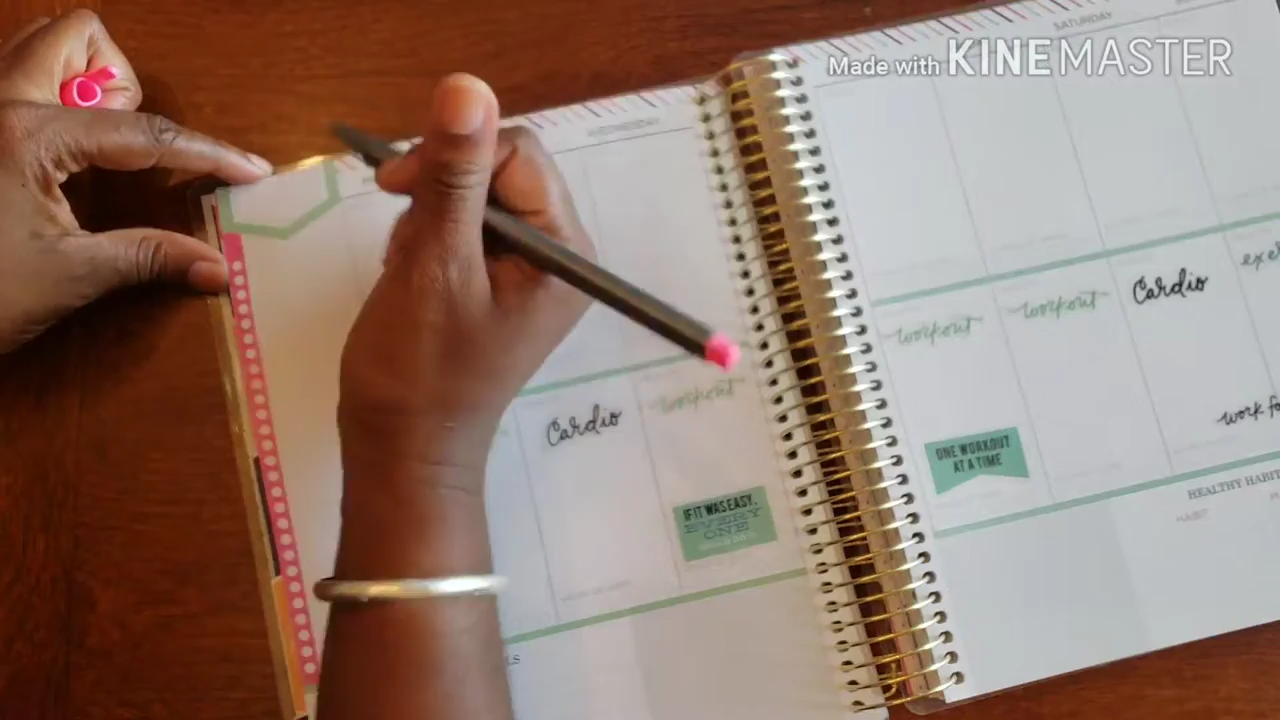 Made with KINEMASTER
SATURDAY
WEDNESDAY
Cardio
workout
IF IT WAS EASY,
EVERY
ONE
workout
workout
Cardio
ONE WORKOUT
AT A TIME
HEALTHY HABIT
HABIT